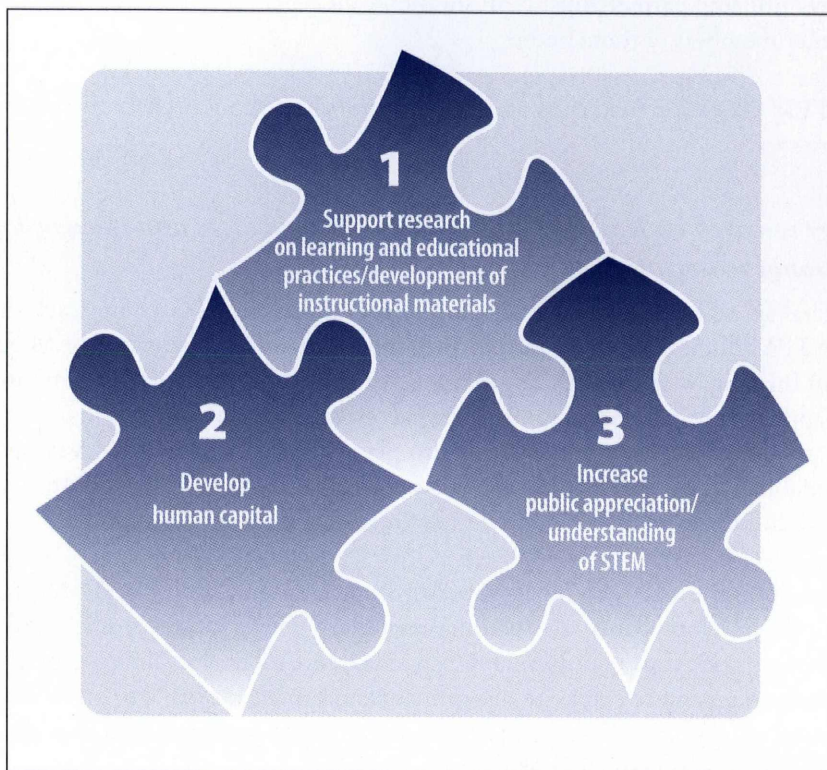 1
Support research
on learning and educational
practices/development of
instructional materials
2
Develop
human capital
3
Increase
public appreciation/
understanding
of STEM